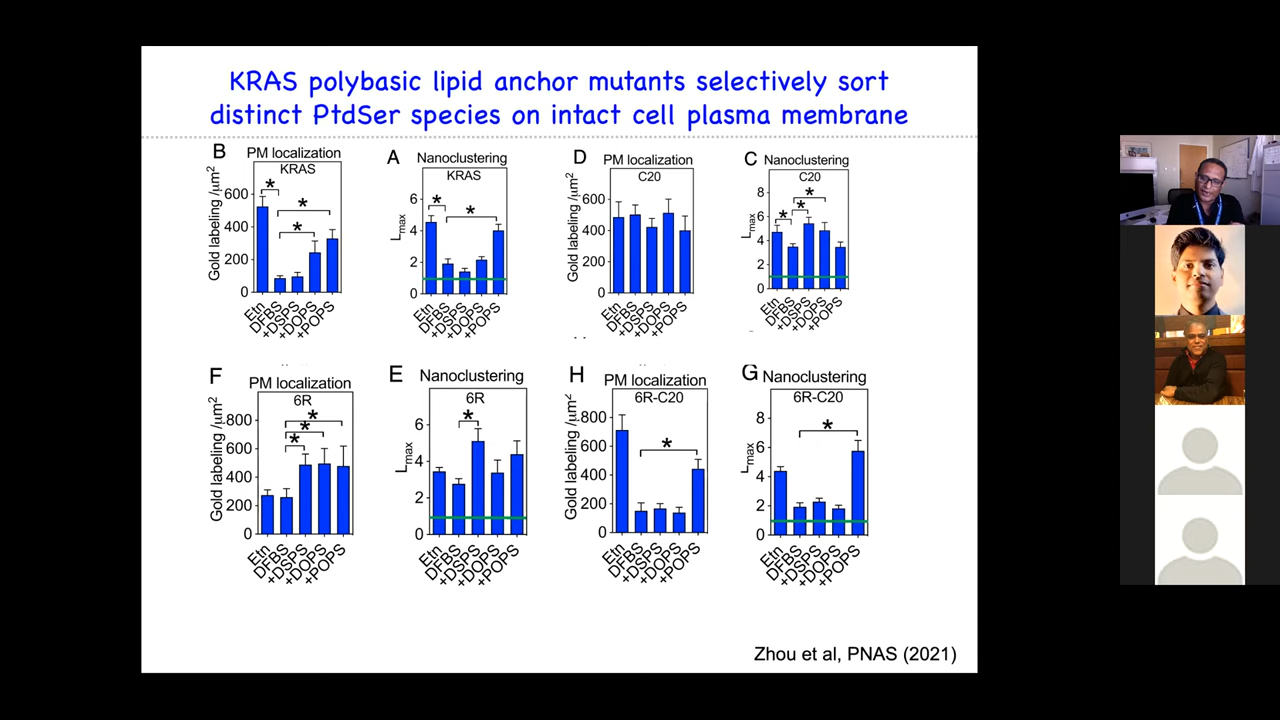 KRAS polybasic lipid anchor mutants selectively sort
distinct PtdSer species on intact cell plasma membrane
B
PM localization
KRAS
Gold labeling /μm²
600
400
200
0
*
*
*
Etn
DFBS
+DSPS
+DOPS
+POPS
A
Nanoclustering
KRAS
Lmax
6
4
2
0
*
*
Etn
DFBS
+DSPS
+DOPS
+POPS
D
PM localization
C20
Gold labeling /μm²
600
400
200
0
Etn
DFBS
+DSPS
+DOPS
+POPS
C
Nanoclustering
C20
Lmax
8
6
4
2
0
*
*
*
Etn
DFBS
+DSPS
+DOPS
+POPS
F
PM localization
6R
Gold labeling /μm²
800
600
400
200
0
*
*
*
Etn
DFBS
+DSPS
+DOPS
+POPS
E
Nanoclustering
6R
Lmax
6
4
2
0
*
Etn
DFBS
+DSPS
+DOPS
+POPS
H
PM localization
6R-C20
Gold labeling /μm²
800
600
400
200
0
*
Etn
DFBS
+DSPS
+DOPS
+POPS
G
Nanoclustering
6R-C20
Lmax
8
6
4
2
0
*
Etn
DFBS
+DSPS
+DOPS
+POPS
Zhou et al, PNAS (2021)